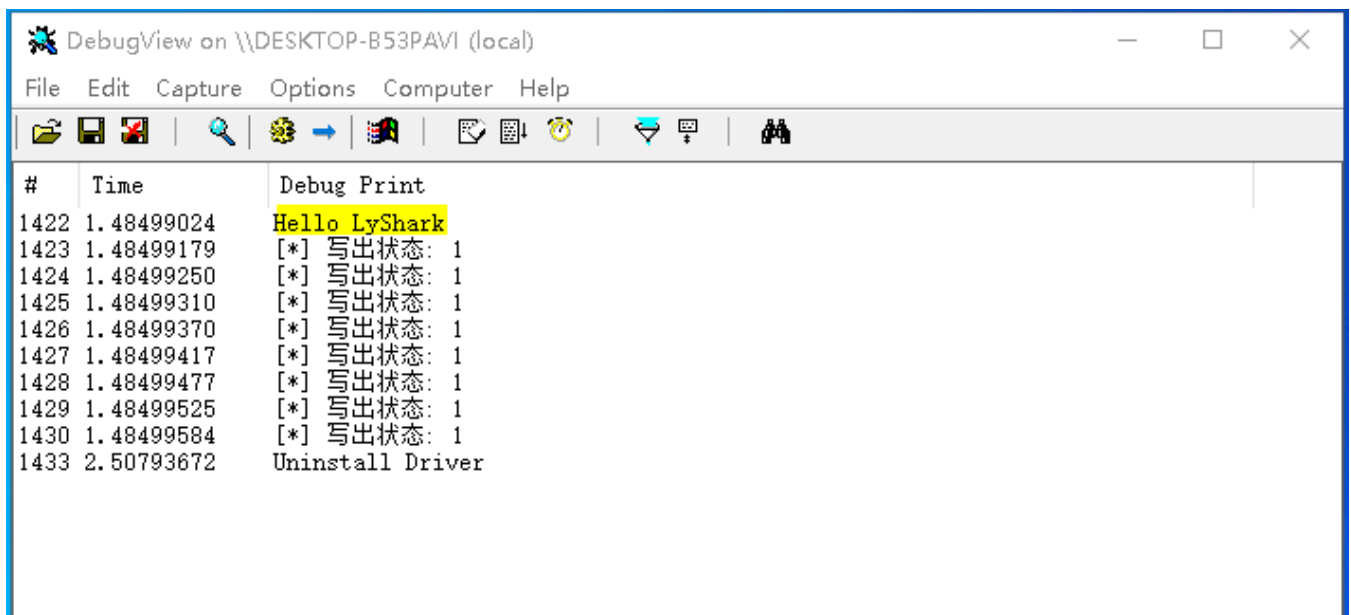 DebugView on \\DESKTOP-B53PAVI (local)
File Edit Capture Options Computer Help
# Time Debug Print
1422 1.48499024 Hello LyShark
1423 1.48499179 [*] 写出状态: 1
1424 1.48499250 [*] 写出状态: 1
1425 1.48499310 [*] 写出状态: 1
1426 1.48499370 [*] 写出状态: 1
1427 1.48499417 [*] 写出状态: 1
1428 1.48499477 [*] 写出状态: 1
1429 1.48499525 [*] 写出状态: 1
1430 1.48499584 [*] 写出状态: 1
1433 2.50793672 Uninstall Driver